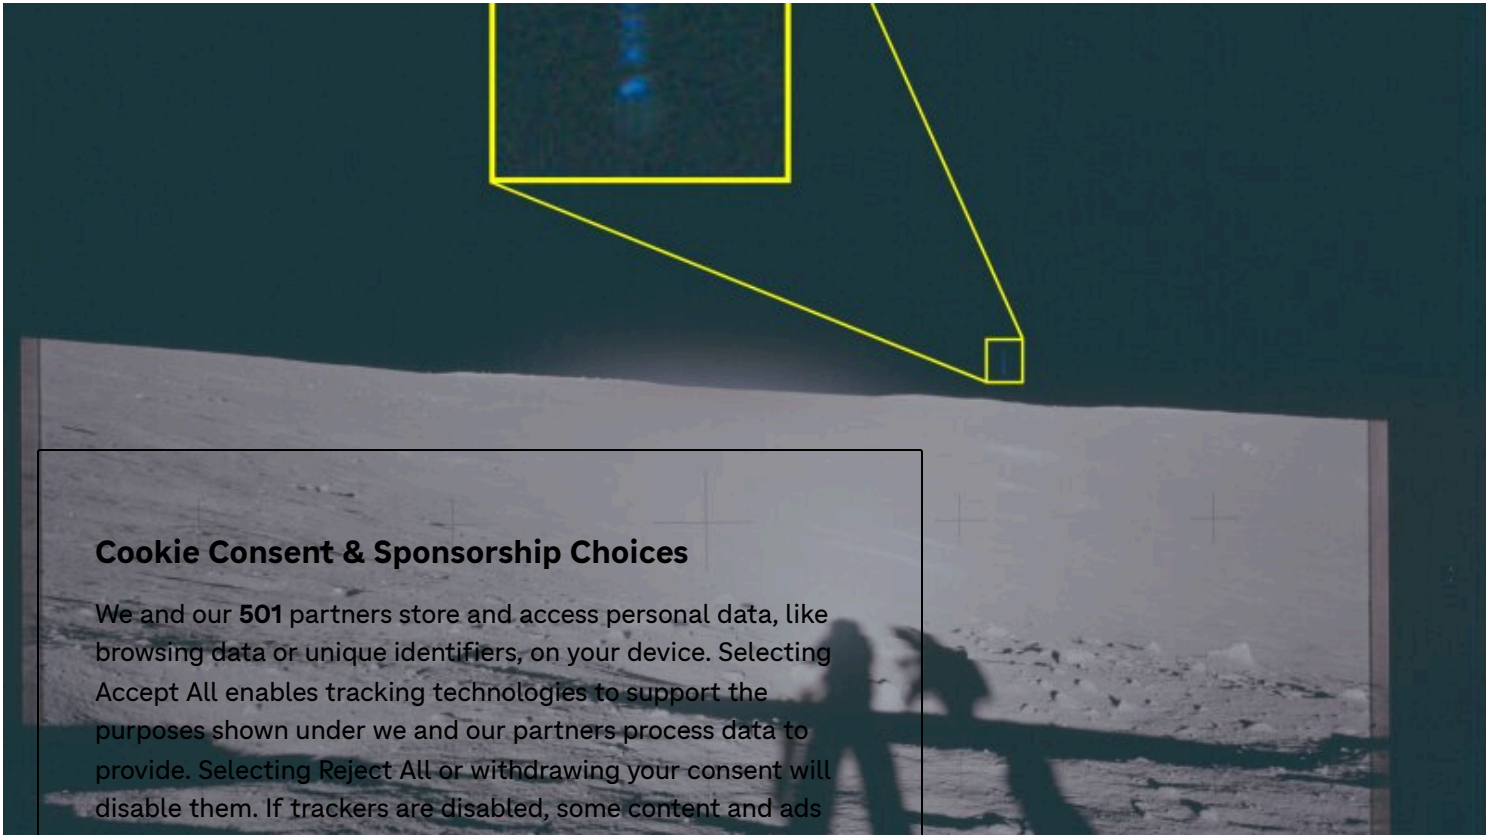 Cookie Consent & Sponsorship Choices
We and our 501 partners store and access personal data, like
browsing data or unique identifiers, on your device. Selecting
Accept All enables tracking technologies to support the
purposes shown under we and our partners process data to
provide. Selecting Reject All or withdrawing your consent will
disable them. If trackers are disabled, some content and ads